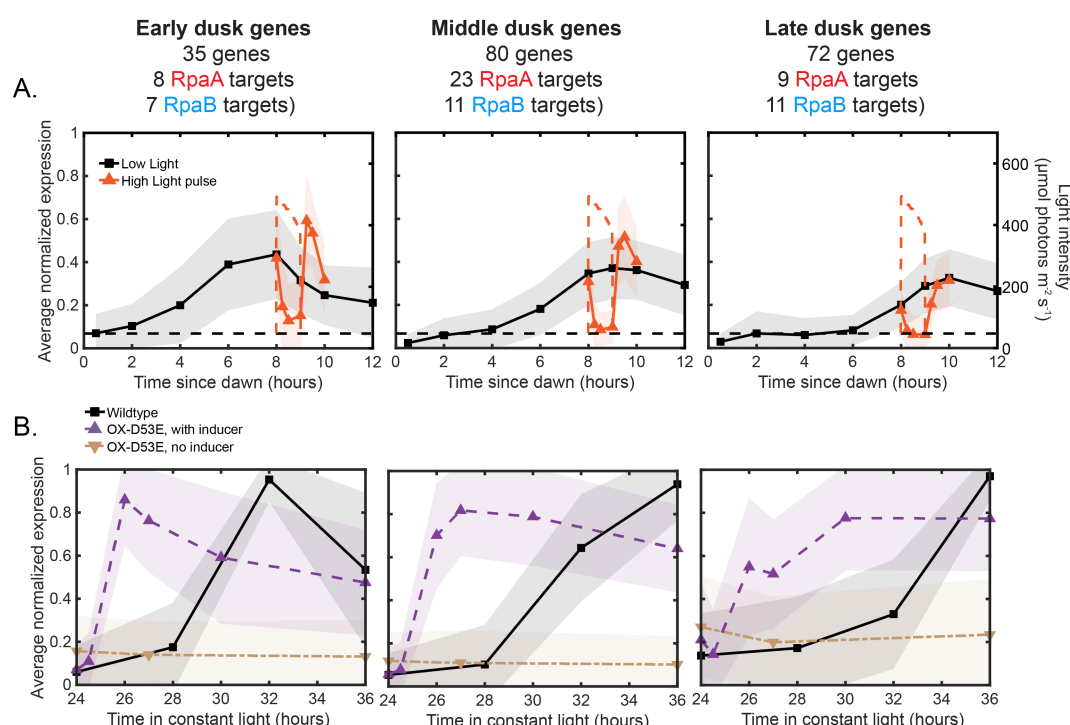 Early dusk genes
35 genes
8 RpaA targets
7 RpaB targets)
Middle dusk genes
80 genes
23 RpaA targets
11 RpaB targets)
Late dusk genes
72 genes
9 RpaA targets
11 RpaB targets)
A.
Average normalized expression
1
0.8
0.6
0.4
0.2
0
Low Light
High Light pulse
0 2 4 6 8 10 12
Time since dawn (hours)
0 2 4 6 8 10 12
Time since dawn (hours)
0 2 4 6 8 10 12
Time since dawn (hours)
600
400
200
0
Light intensity
(μmol photons m⁻² s⁻¹)
B.
Wildtype
OX-D53E, with inducer
OX-D53E, no inducer
Average normalized expression
1
0.8
0.6
0.4
0.2
0
24 26 28 30 32 34 36
Time in constant light (hours)
24 26 28 30 32 34 36
Time in constant light (hours)
24 26 28 30 32 34 36
Time in constant light (hours)